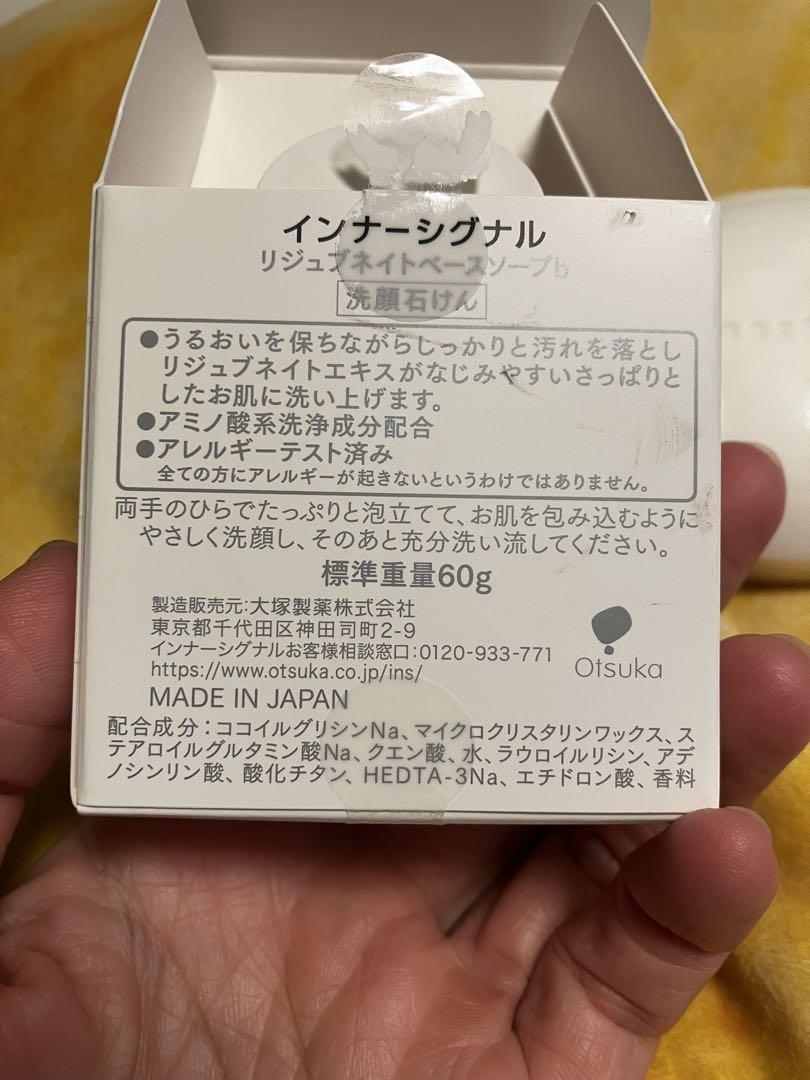 インナーシグナル
リジュブネイトベースソープb
洗顔石けん
●うるおいを保ちながらしっかりと汚れを落とし
リジュブネイトエキスがなじみやすいさっぱりと
したお肌に洗い上げます。
●アミノ酸系洗浄成分配合
●アレルギーテスト済み
全ての方にアレルギーが起きないというわけではありません。
両手のひらでたっぷりと泡立てて、お肌を包み込むように
やさしく洗顔し、そのあと充分洗い流してください。
標準重量60g
製造販売元:大塚製薬株式会社
東京都千代田区神田司町2-9
インナーシグナルお客様相談窓口:0120-933-771
https://www.otsuka.co.jp/ins/
Otsuka
MADE IN JAPAN
配合成分:ココイルグリシンNa、マイクロクリスタリンワックス、ス
テアロイルグルタミン酸Na、クエン酸、水、ラウロイルリシン、アデ
ノシンリン酸、酸化チタン、HEDTA-3Na、エチドロン酸、香料